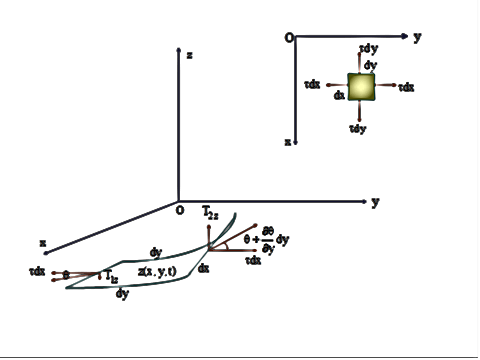 O y
τdy
dy
τdx dx τdx
τdy
x
z
O y
x
T₂z
θ + ∂θ/∂y dy
τdx
dy
dx
z(x, y, t)
τdx θ T₁z
dy